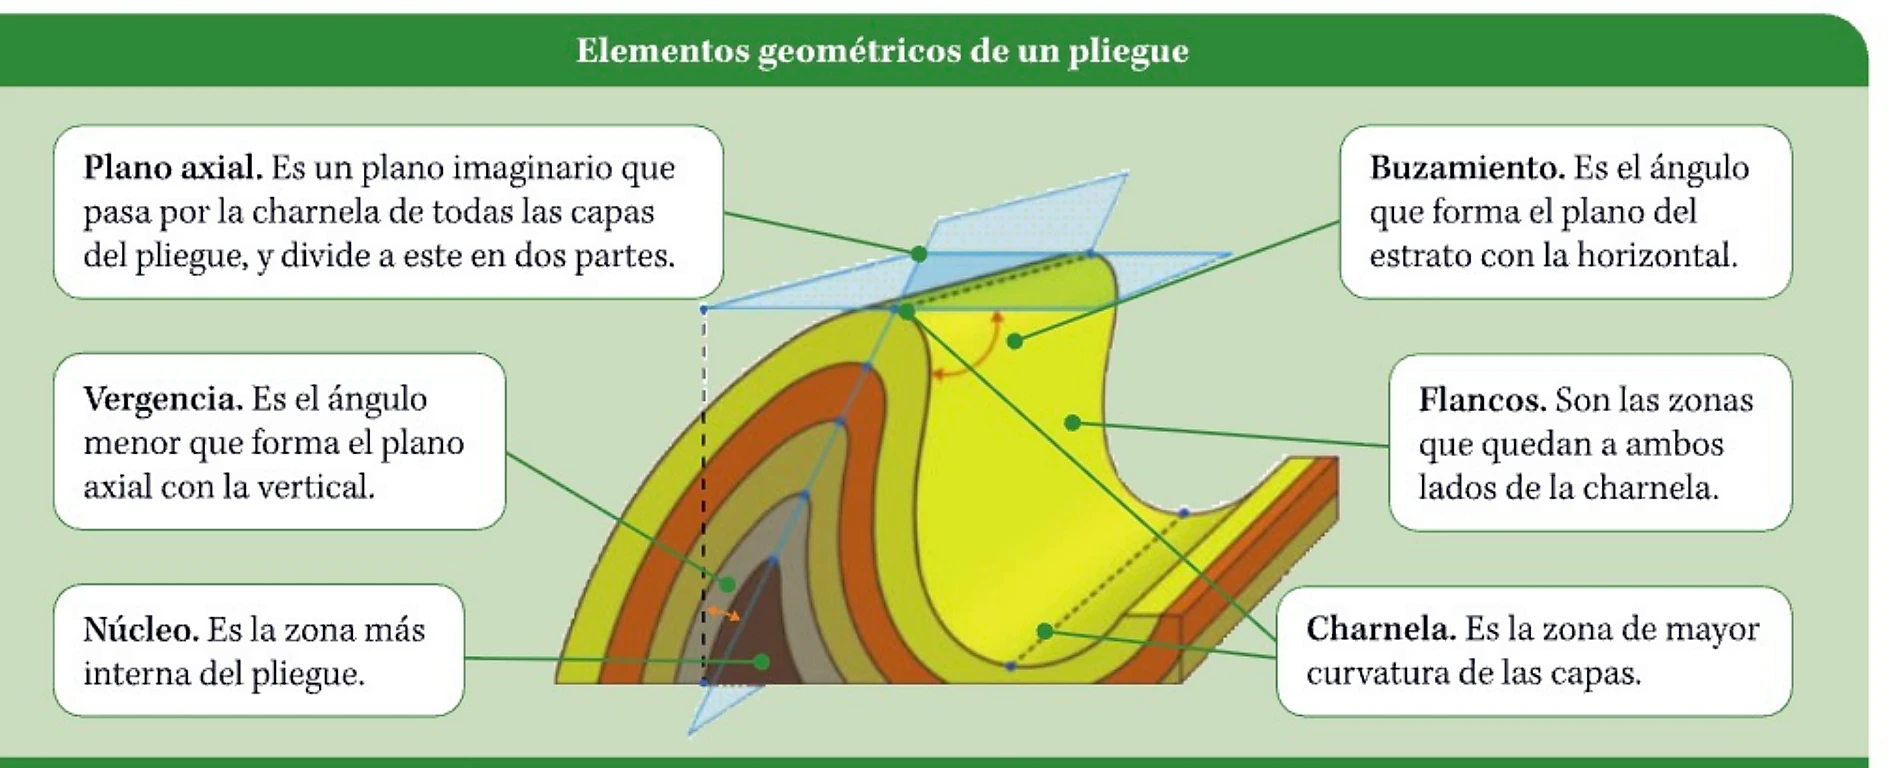 Elementos geométricos de un pliegue
Plano axial. Es un plano imaginario que
pasa por la charnela de todas las capas
del pliegue, y divide a este en dos partes.
Buzamiento. Es el ángulo
que forma el plano del
estrato con la horizontal.
Vergencia. Es el ángulo
menor que forma el plano
axial con la vertical.
Flancos. Son las zonas
que quedan a ambos
lados de la charnela.
Núcleo. Es la zona más
interna del pliegue.
Charnela. Es la zona de mayor
curvatura de las capas.